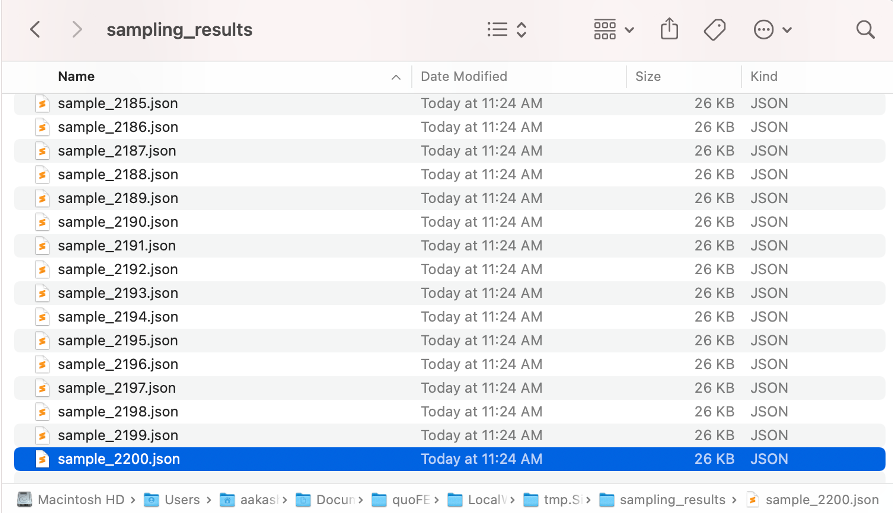 sampling_results
Name Date Modified Size Kind
sample_2185.json Today at 11:24 AM 26 KB JSON
sample_2186.json Today at 11:24 AM 26 KB JSON
sample_2187.json Today at 11:24 AM 26 KB JSON
sample_2188.json Today at 11:24 AM 26 KB JSON
sample_2189.json Today at 11:24 AM 26 KB JSON
sample_2190.json Today at 11:24 AM 26 KB JSON
sample_2191.json Today at 11:24 AM 26 KB JSON
sample_2192.json Today at 11:24 AM 26 KB JSON
sample_2193.json Today at 11:24 AM 26 KB JSON
sample_2194.json Today at 11:24 AM 26 KB JSON
sample_2195.json Today at 11:24 AM 26 KB JSON
sample_2196.json Today at 11:24 AM 26 KB JSON
sample_2197.json Today at 11:24 AM 26 KB JSON
sample_2198.json Today at 11:24 AM 26 KB JSON
sample_2199.json Today at 11:24 AM 26 KB JSON
sample_2200.json Today at 11:24 AM 26 KB JSON
Macintosh HD › Users › aakas › Docun › quoFE › Local › tmp.S › sampling_results › sample_2200.json